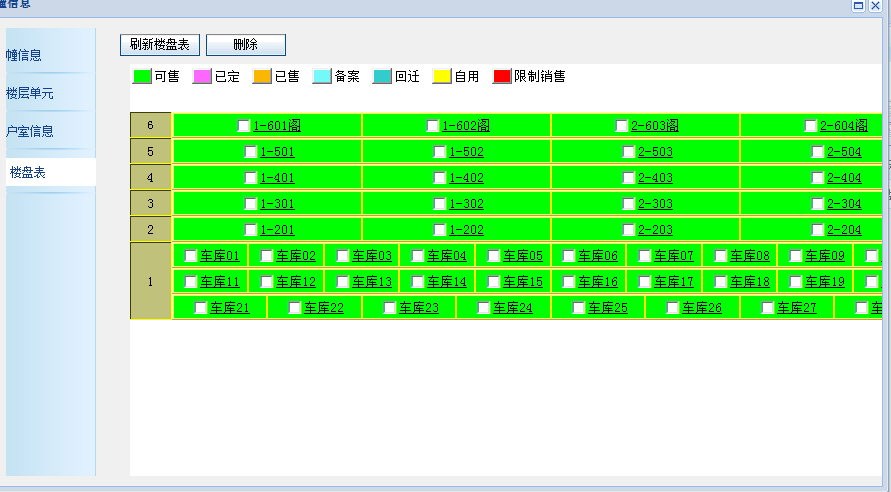 幢信息
幢信息
楼层单元
户室信息
楼盘表
刷新楼盘表 删除
可售 已定 已售 备案 回迁 自用 限制销售
6 1-601阁 1-602阁 2-603阁 2-604阁
5 1-501 1-502 2-503 2-504
4 1-401 1-402 2-403 2-404
3 1-301 1-302 2-303 2-304
2 1-201 1-202 2-203 2-204
车库01 车库02 车库03 车库04 车库05 车库06 车库07 车库08 车库09
1 车库11 车库12 车库13 车库14 车库15 车库16 车库17 车库18 车库19
车库21 车库22 车库23 车库24 车库25 车库26 车库27